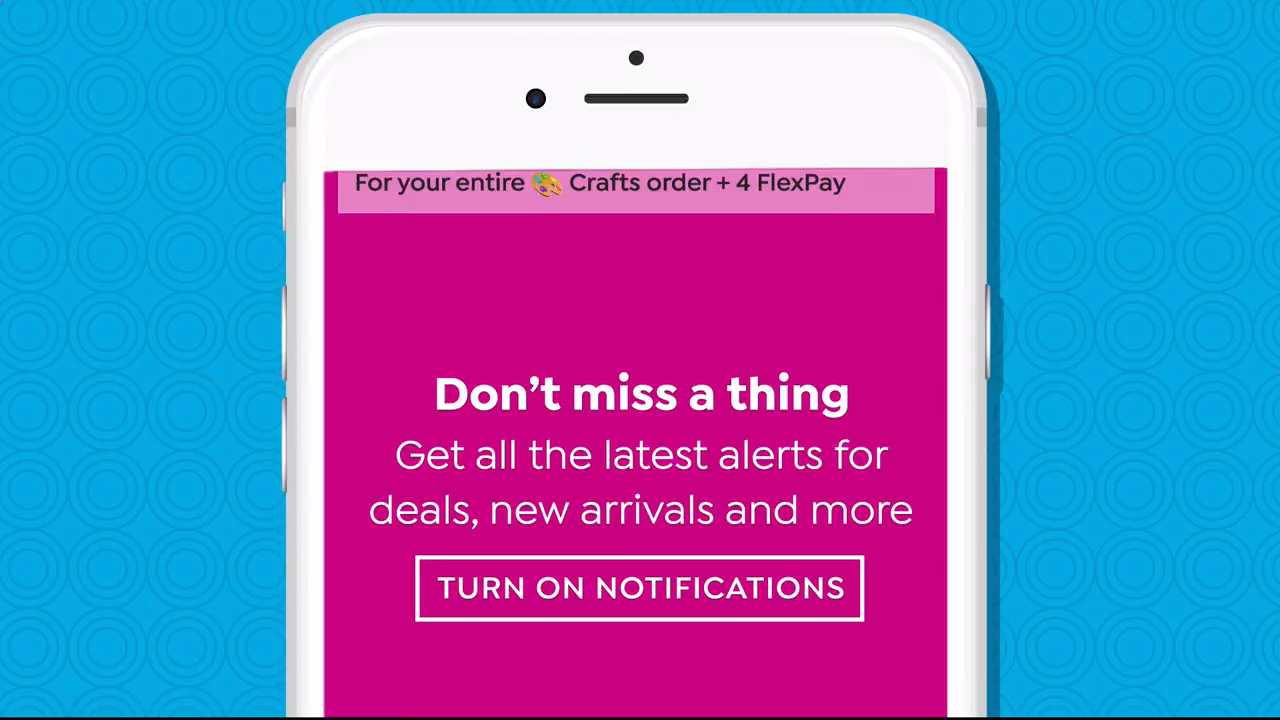 For your entire 🎨 Crafts order + 4 FlexPay
Don't miss a thing
Get all the latest alerts for
deals, new arrivals and more
TURN ON NOTIFICATIONS